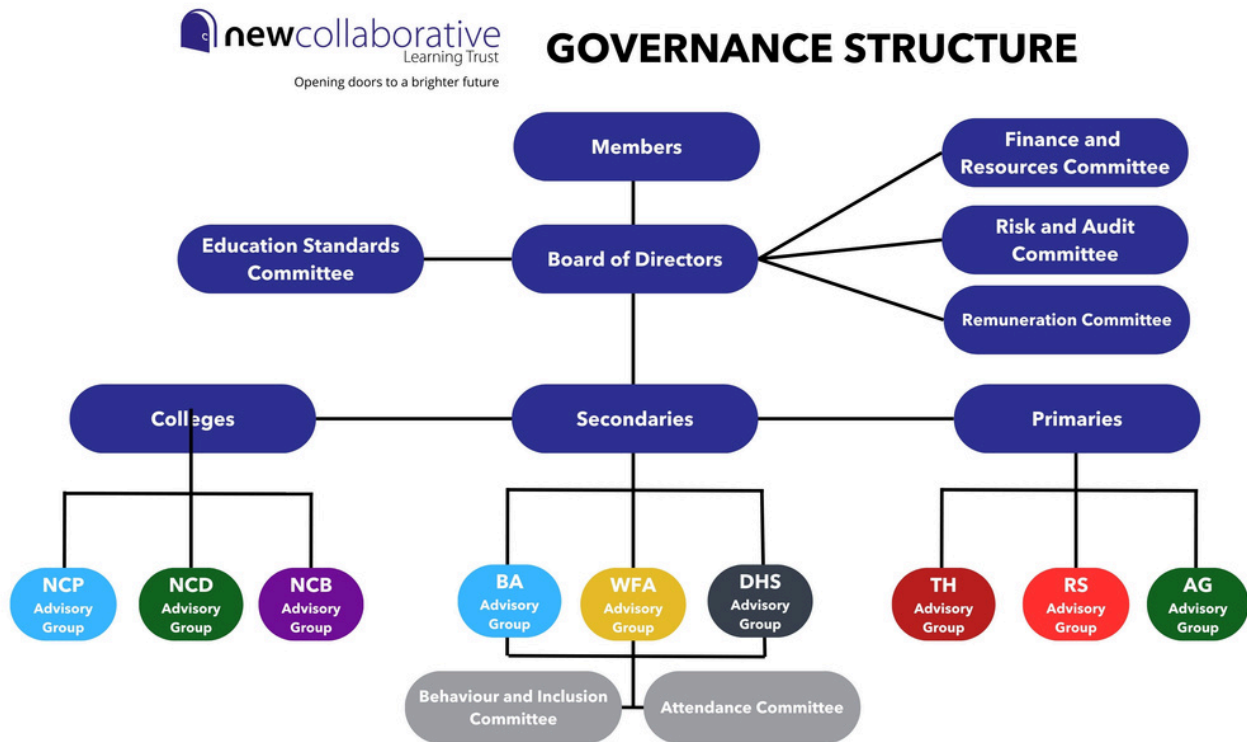 newcollaborative
Learning Trust
Opening doors to a brighter future
GOVERNANCE STRUCTURE
Members
Finance and
Resources Committee
Education Standards
Committee
Board of Directors
Risk and Audit
Committee
Remuneration Committee
Colleges
Secondaries
Primaries
NCP
Advisory
Group
NCD
Advisory
Group
NCB
Advisory
Group
BA
Advisory
Group
WFA
Advisory
Group
DHS
Advisory
Group
TH
Advisory
Group
RS
Advisory
Group
AG
Advisory
Group
Behaviour and Inclusion
Committee
Attendance Committee